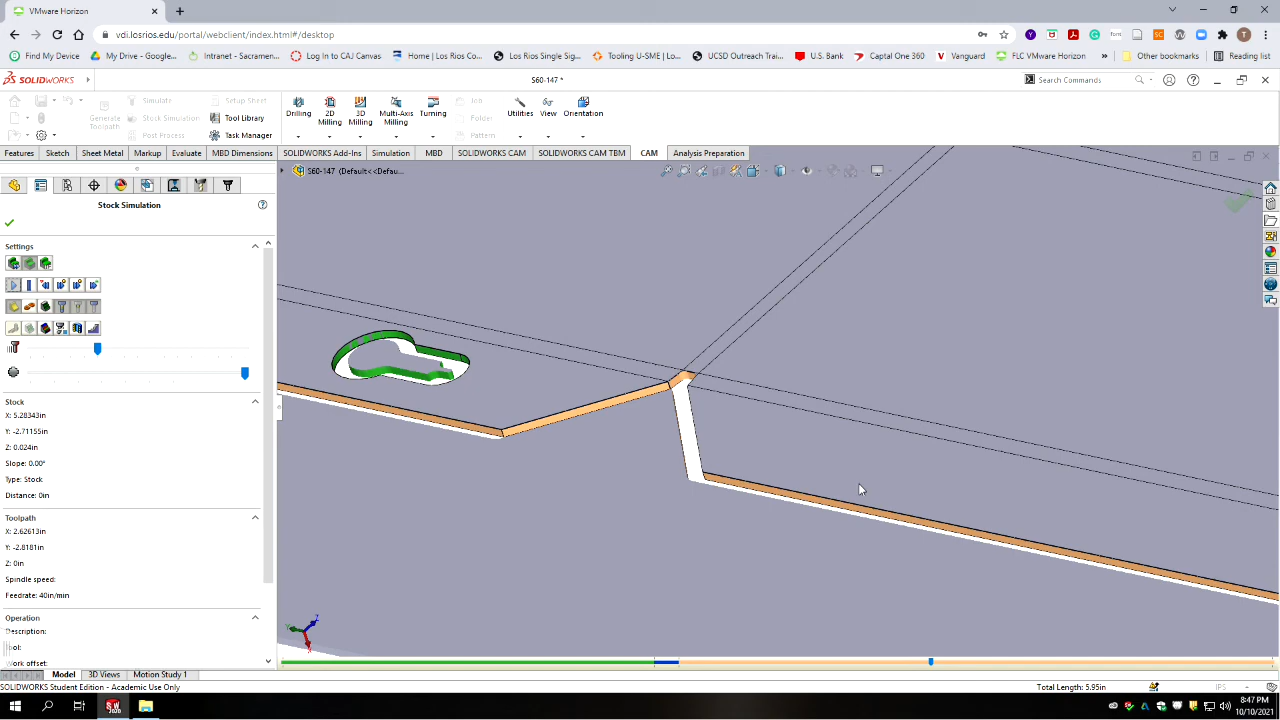 VMware Horizon
vdi.losrios.edu/portal/webclient/index.html#/desktop
Find My Device
My Drive - Google...
Intranet - Sacramen...
Log In to CAJ Canvas
Home | Los Rios Co...
Los Rios Single Sig...
Tooling U-SME | Lo...
UCSD Outreach Trai...
U.S. Bank
Captal One 360
Vanguard
FLC VMware Horizon
Other bookmarks
Reading list
SOLIDWORKS
S60-147 *
Search Commands
Generate
Toolpath
Simulate
Stock Simulation
Post Process
Setup Sheet
Tool Library
Task Manager
Drilling
2D
Milling
3D
Milling
Multi-Axis
Milling
Turning
Job
Folder
Pattern
Utilities
View
Orientation
Features
Sketch
Sheet Metal
Markup
Evaluate
MBD Dimensions
SOLIDWORKS Add-Ins
Simulation
MBD
SOLIDWORKS CAM
SOLIDWORKS CAM TBM
CAM
Analysis Preparation
S60-147 (Default<<Defau...
Stock Simulation
Settings
Stock
X: 5.28343in
Y: -2.71155in
Z: 0.024in
Slope: 0.00°
Type: Stock
Distance: 0in
Toolpath
X: 2.62613in
Y: -2.8181in
Z: 0in
Spindle speed:
Feedrate: 40in/min
Operation
Description:
ool:
Work offset:
Model
3D Views
Motion Study 1
SOLIDWORKS Student Edition - Academic Use Only
Total Length: 5.95in
IPS
8:47 PM
10/10/2021